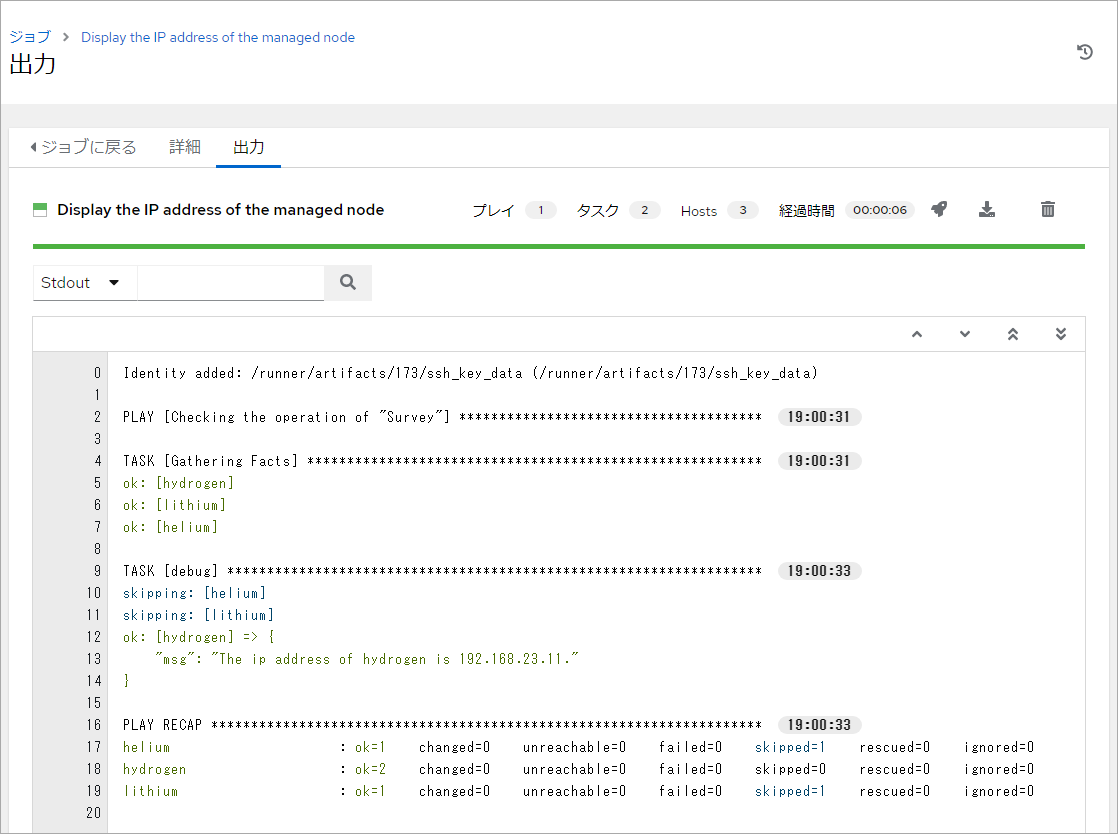 ジョブ > Display the IP address of the managed node
出力
ジョブに戻る 詳細 出力
Display the IP address of the managed node プレイ 1 タスク 2 Hosts 3 経過時間 00:00:06
Stdout
0 Identity added: /runner/artifacts/173/ssh_key_data (/runner/artifacts/173/ssh_key_data)
1
2 PLAY [Checking the operation of "Survey"] ************************************** 19:00:31
3
4 TASK [Gathering Facts] ********************************************************* 19:00:31
5 ok: [hydrogen]
6 ok: [lithium]
7 ok: [helium]
8
9 TASK [debug] ******************************************************************* 19:00:33
10 skipping: [helium]
11 skipping: [lithium]
12 ok: [hydrogen] => {
13     "msg": "The ip address of hydrogen is 192.168.23.11."
14 }
15
16 PLAY RECAP ********************************************************************* 19:00:33
17 helium : ok=1 changed=0 unreachable=0 failed=0 skipped=1 rescued=0 ignored=0
18 hydrogen : ok=2 changed=0 unreachable=0 failed=0 skipped=0 rescued=0 ignored=0
19 lithium : ok=1 changed=0 unreachable=0 failed=0 skipped=1 rescued=0 ignored=0
20